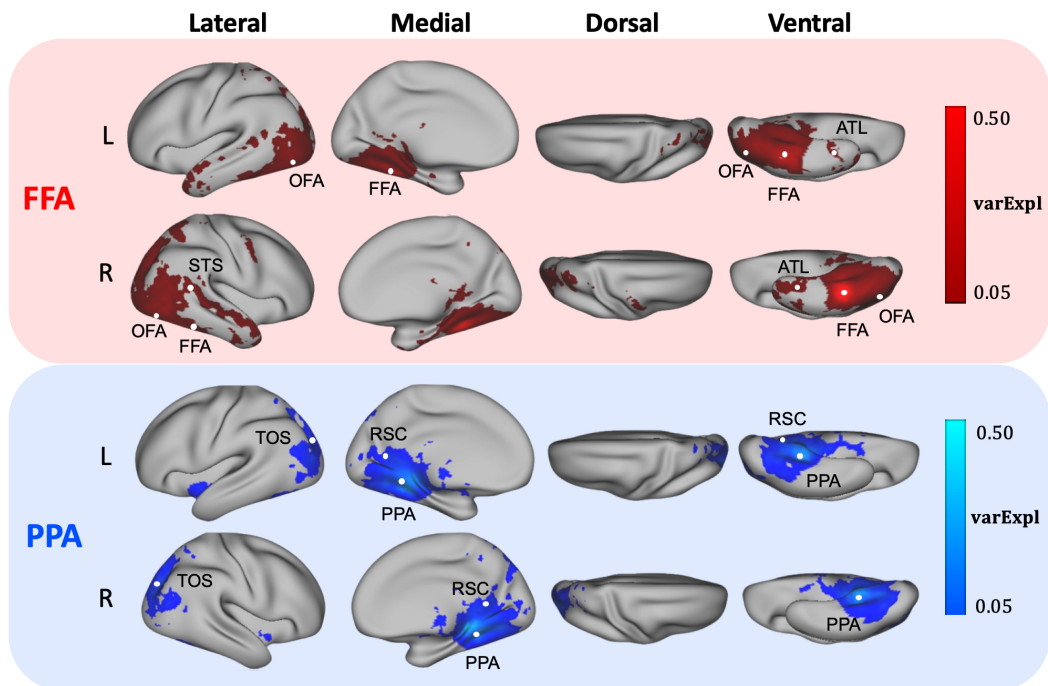 Lateral Medial Dorsal Ventral
FFA
L
OFA
FFA
OFA
FFA
ATL
R
STS
OFA
FFA
ATL
FFA
OFA
0.50
varExpl
0.05
PPA
L
TOS
RSC
PPA
RSC
PPA
R
TOS
RSC
PPA
PPA
0.50
varExpl
0.05